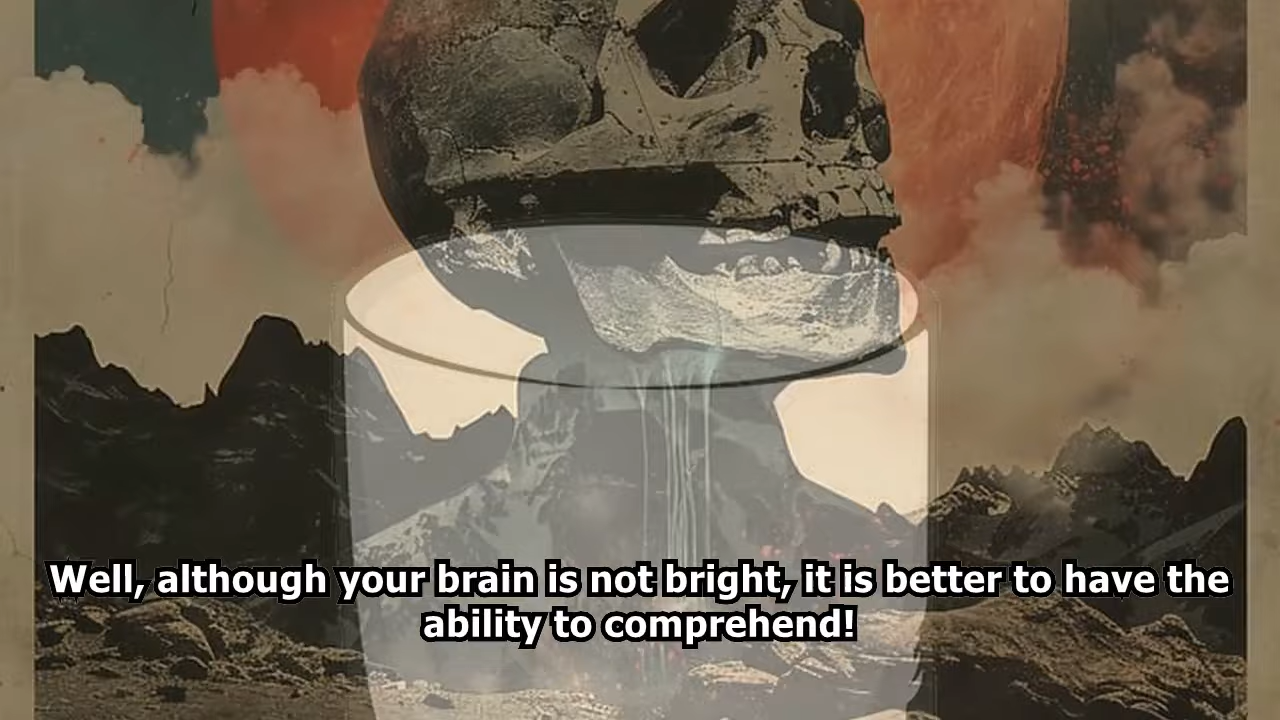 Well, although your brain is not bright, it is better to have the
ability to comprehend!